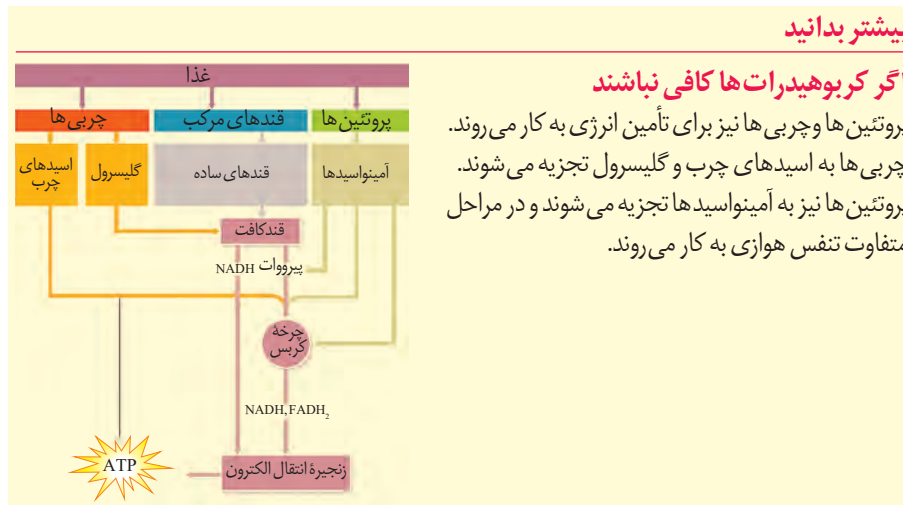 بیشتر بدانید
اگر کربوهیدرات‌ها کافی نباشند
پروتئین‌ها وچربی‌ها نیز برای تأمین انرژی به کار می‌روند.
چربی‌ها به اسیدهای چرب و گلیسرول تجزیه می‌شوند.
پروتئین‌ها نیز به آمینواسیدها تجزیه می‌شوند و در مراحل
متفاوت تنفس هوازی به کار می‌روند.
غذا
پروتئین‌ها
قندهای مرکب
چربی‌ها
آمینواسیدها
قندهای ساده
گلیسرول
اسیدهای
چرب
قندکافت
پیرووات NADH
چرخۀ
کربس
NADH, FADH₂
زنجیرۀ انتقال الکترون
ATP